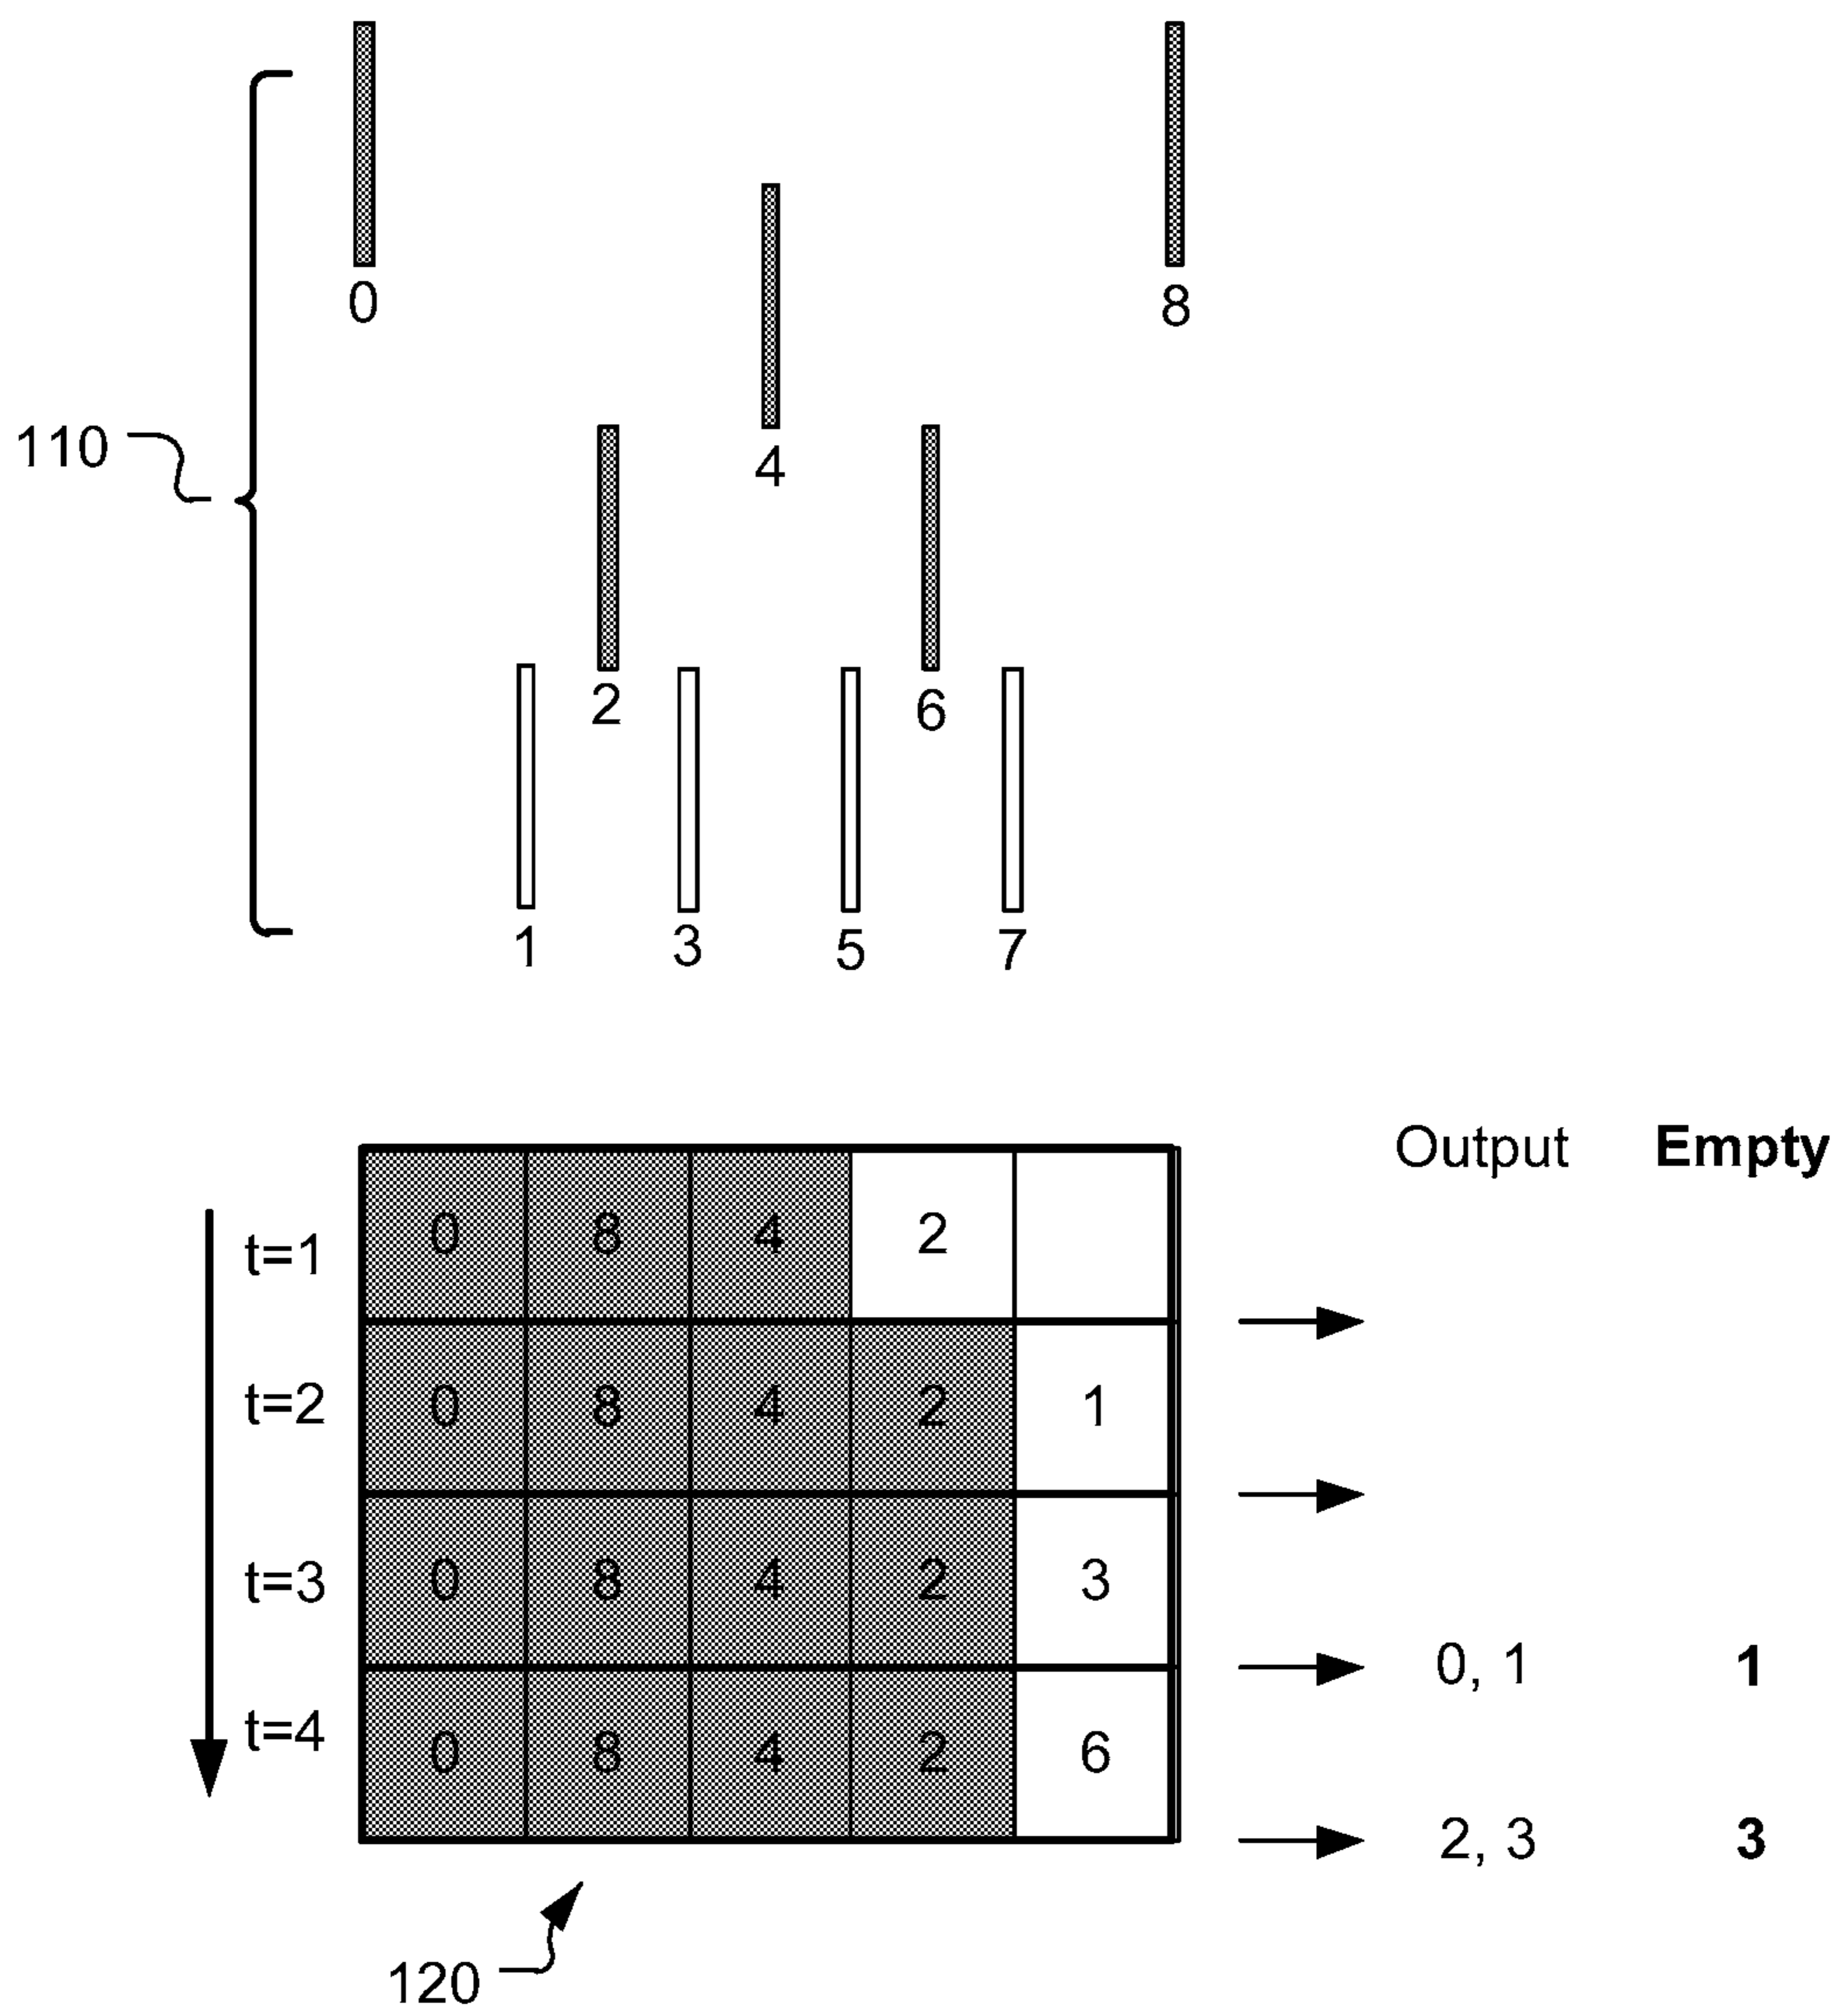 0 8
4
110
2 6
1 3 5 7
Output Empty
t=1 0 8 4 2
t=2 0 8 4 2 1
t=3 0 8 4 2 3
0, 1 1
t=4 0 8 4 2 6
2, 3 3
120